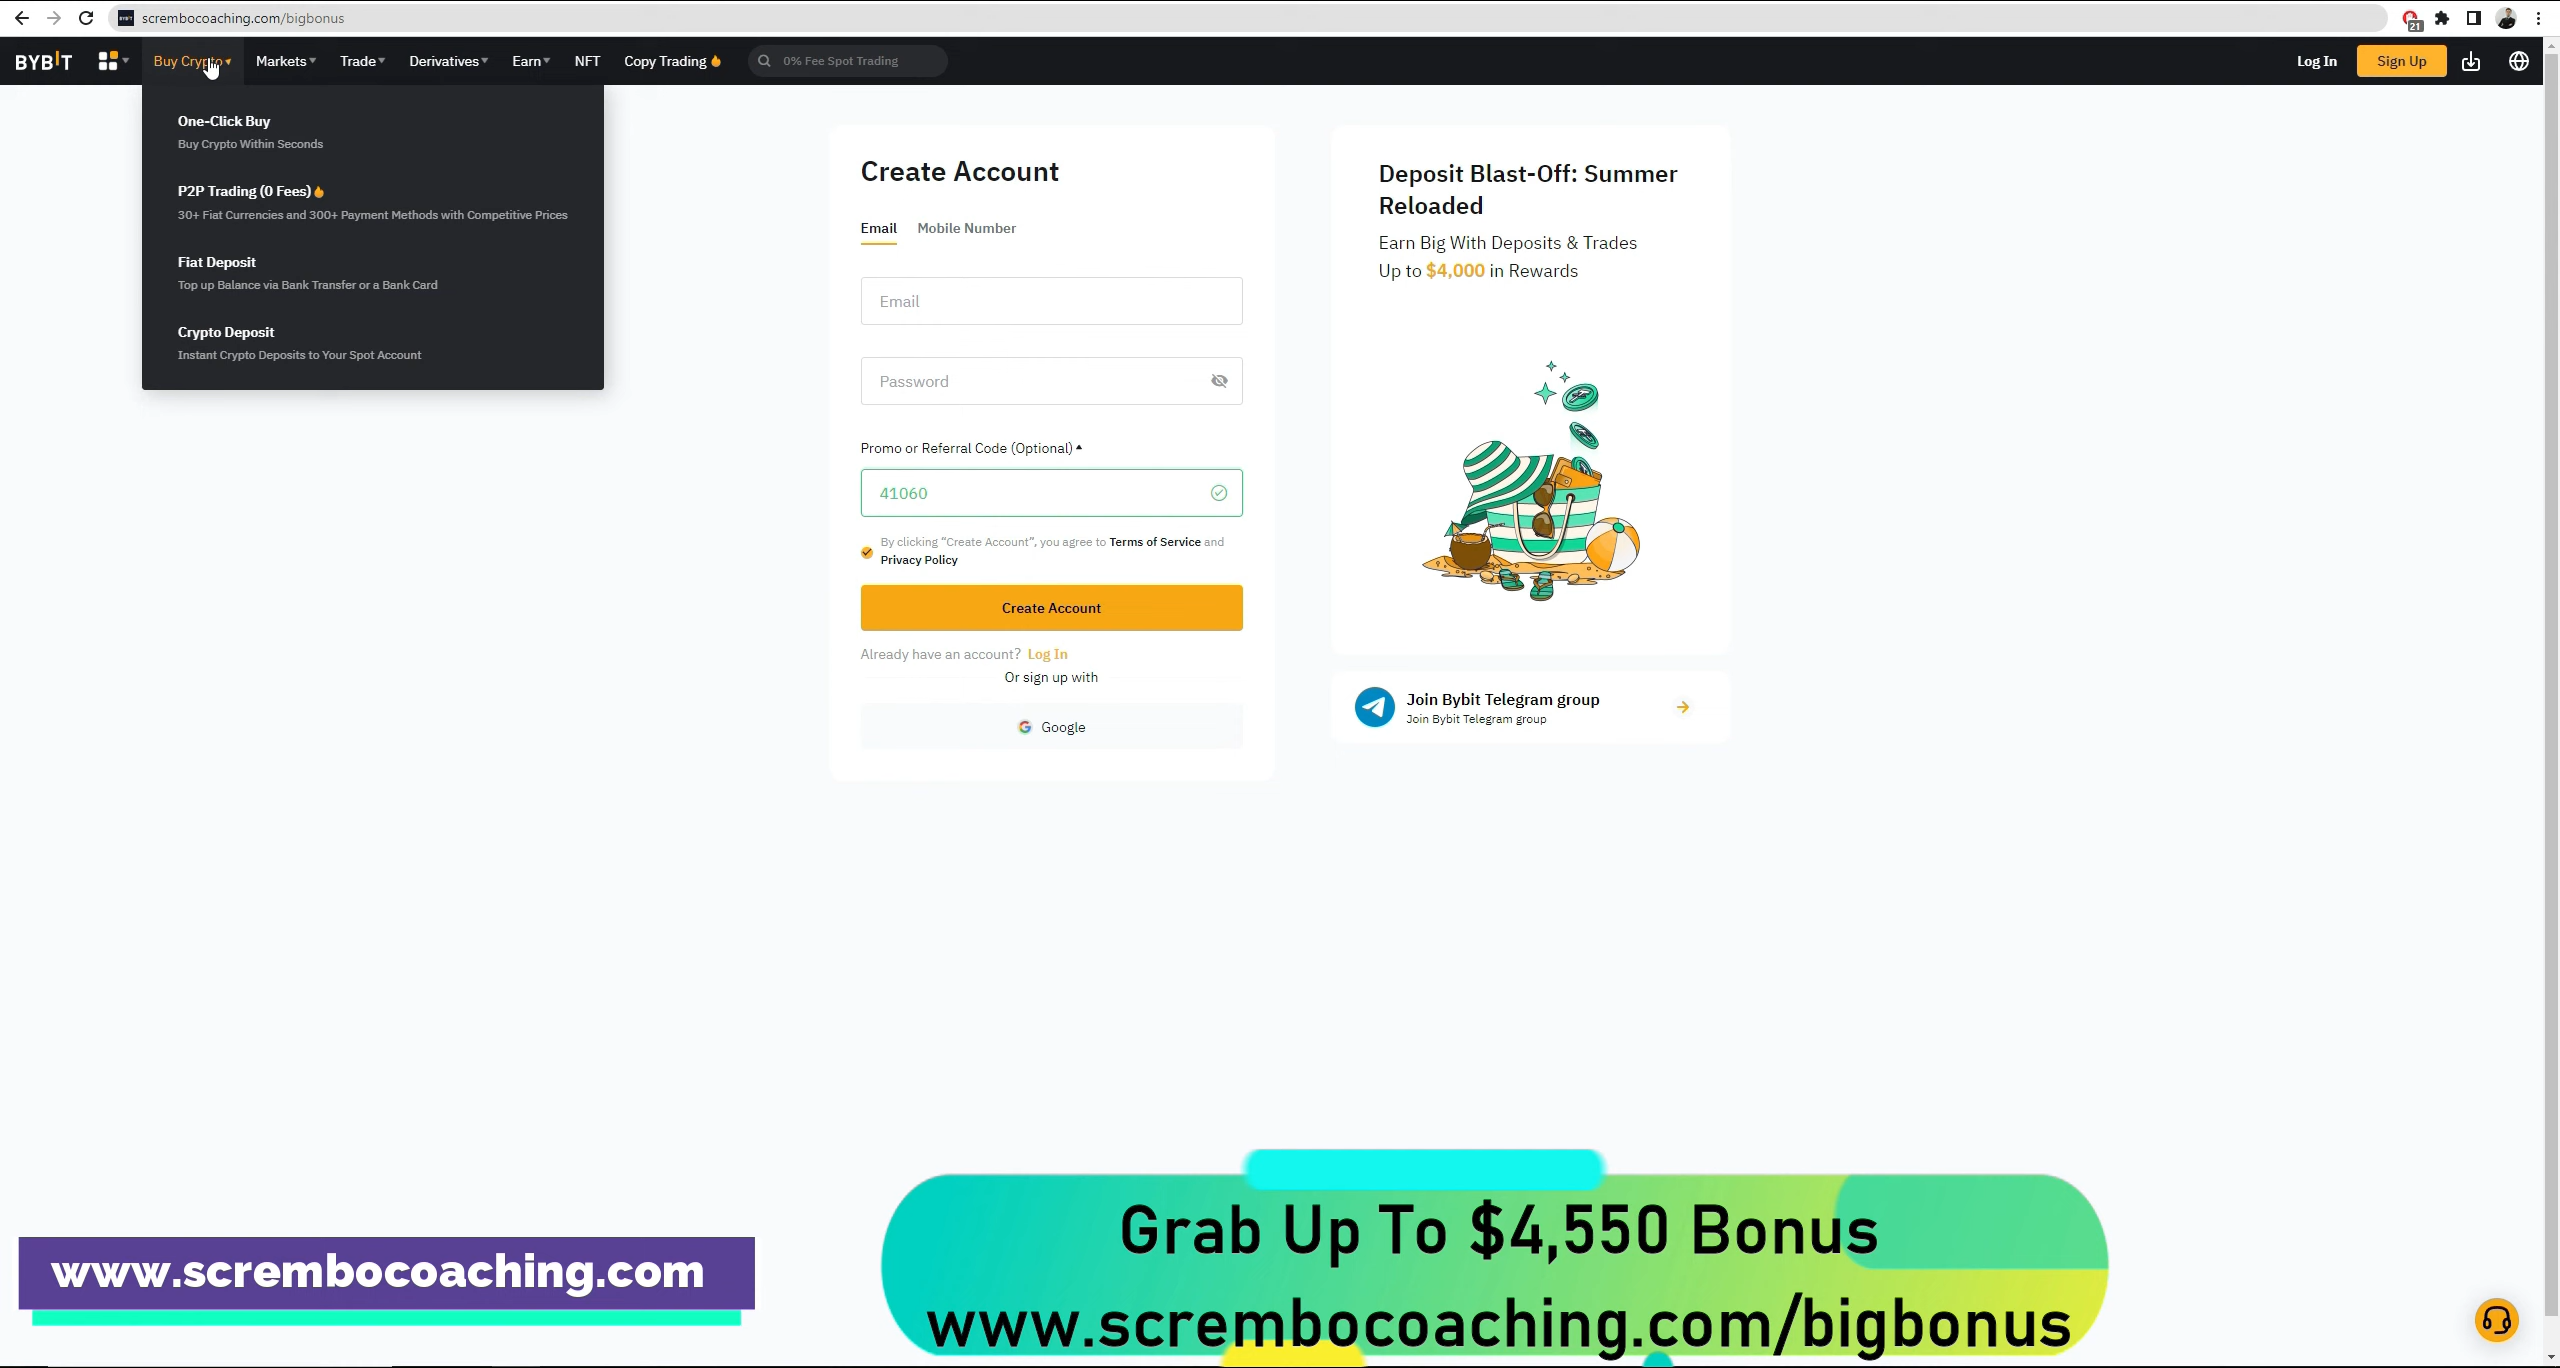 scrembocoaching.com/bigbonus
21
BYBIT
Buy Crypto
Markets
Trade
Derivatives
Earn
NFT
Copy Trading
0% Fee Spot Trading
Log In
Sign Up
One-Click Buy
Buy Crypto Within Seconds
P2P Trading (0 Fees)
30+ Fiat Currencies and 300+ Payment Methods with Competitive Prices
Fiat Deposit
Top up Balance via Bank Transfer or a Bank Card
Crypto Deposit
Instant Crypto Deposits to Your Spot Account
Create Account
Email
Mobile Number
Email
Password
Promo or Referral Code (Optional)
41060
By clicking “Create Account”, you agree to Terms of Service and
Privacy Policy
Create Account
Already have an account? Log In
Or sign up with
Google
Deposit Blast-Off: Summer
Reloaded
Earn Big With Deposits & Trades
Up to $4,000 in Rewards
Join Bybit Telegram group
Join Bybit Telegram group
www.scrembocoaching.com
Grab Up To $4,550 Bonus
www.scrembocoaching.com/bigbonus